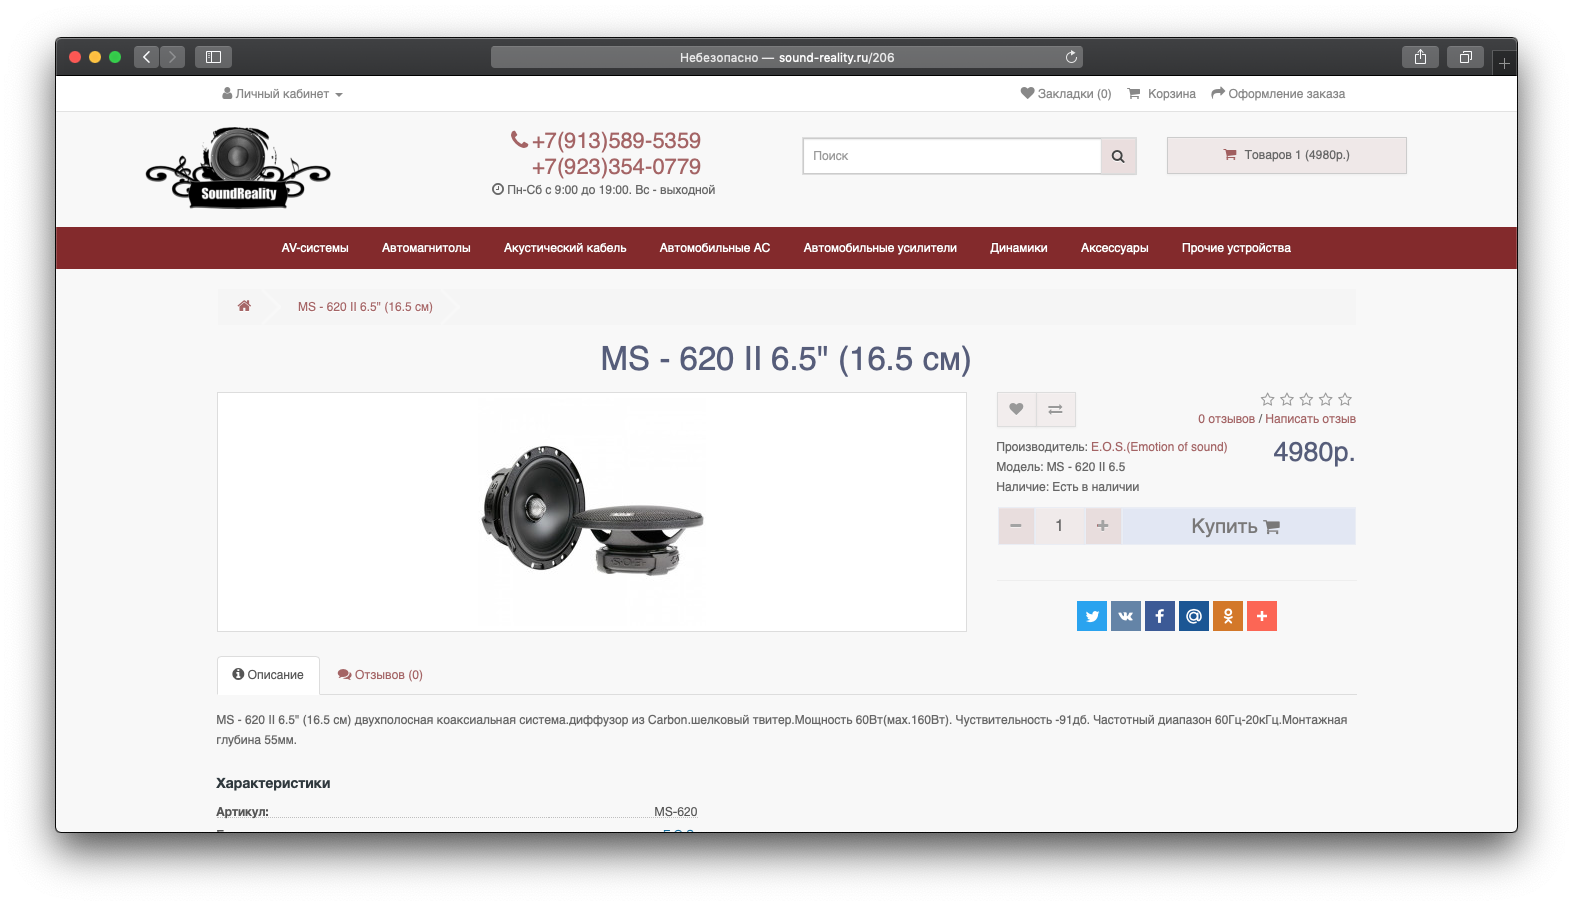 Небезопасно — sound-reality.ru/206
Личный кабинет
Закладки (0) Корзина Оформление заказа
SoundReality
+7(913)589-5359
+7(923)354-0779
Пн-Сб с 9:00 до 19:00. Вс - выходной
Поиск
Товаров 1 (4980р.)
AV-системы Автомагнитолы Акустический кабель Автомобильные АС Автомобильные усилители Динамики Аксессуары Прочие устройства
MS - 620 II 6.5" (16.5 см)
MS - 620 II 6.5" (16.5 см)
0 отзывов / Написать отзыв
Производитель: E.O.S.(Emotion of sound)
4980р.
Модель: MS - 620 II 6.5
Наличие: Есть в наличии
1
Купить
Описание Отзывов (0)
MS - 620 II 6.5" (16.5 см) двухполосная коаксиальная система.диффузор из Carbon.шелковый твитер.Мощность 60Вт(мах.160Вт). Чуствительность -91дб. Частотный диапазон 60Гц-20кГц.Монтажная
глубина 55мм.
Характеристики
Артикул: MS-620